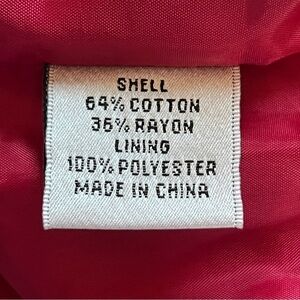 SHELL
64% COTTON
36% RAYON
LINING
100% POLYESTER
MADE IN CHINA